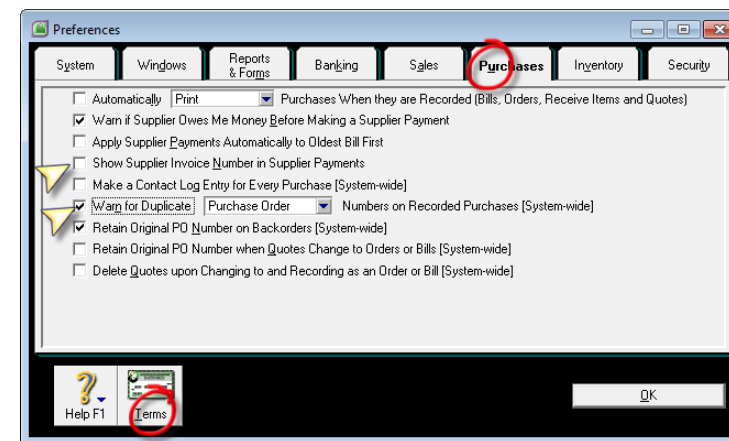 Preferences
System Windows Reports & Forms Banking Sales Purchases Inventory Security
Automatically Print Purchases When they are Recorded (Bills, Orders, Receive Items and Quotes)
Warn if Supplier Owes Me Money Before Making a Supplier Payment
Apply Supplier Payments Automatically to Oldest Bill First
Show Supplier Invoice Number in Supplier Payments
Make a Contact Log Entry for Every Purchase [System-wide]
Warn for Duplicate Purchase Order Numbers on Recorded Purchases [System-wide]
Retain Original PO Number on Backorders [System-wide]
Retain Original PO Number when Quotes Change to Orders or Bills [System-wide]
Delete Quotes upon Changing to and Recording as an Order or Bill [System-wide]
Help F1 Terms OK